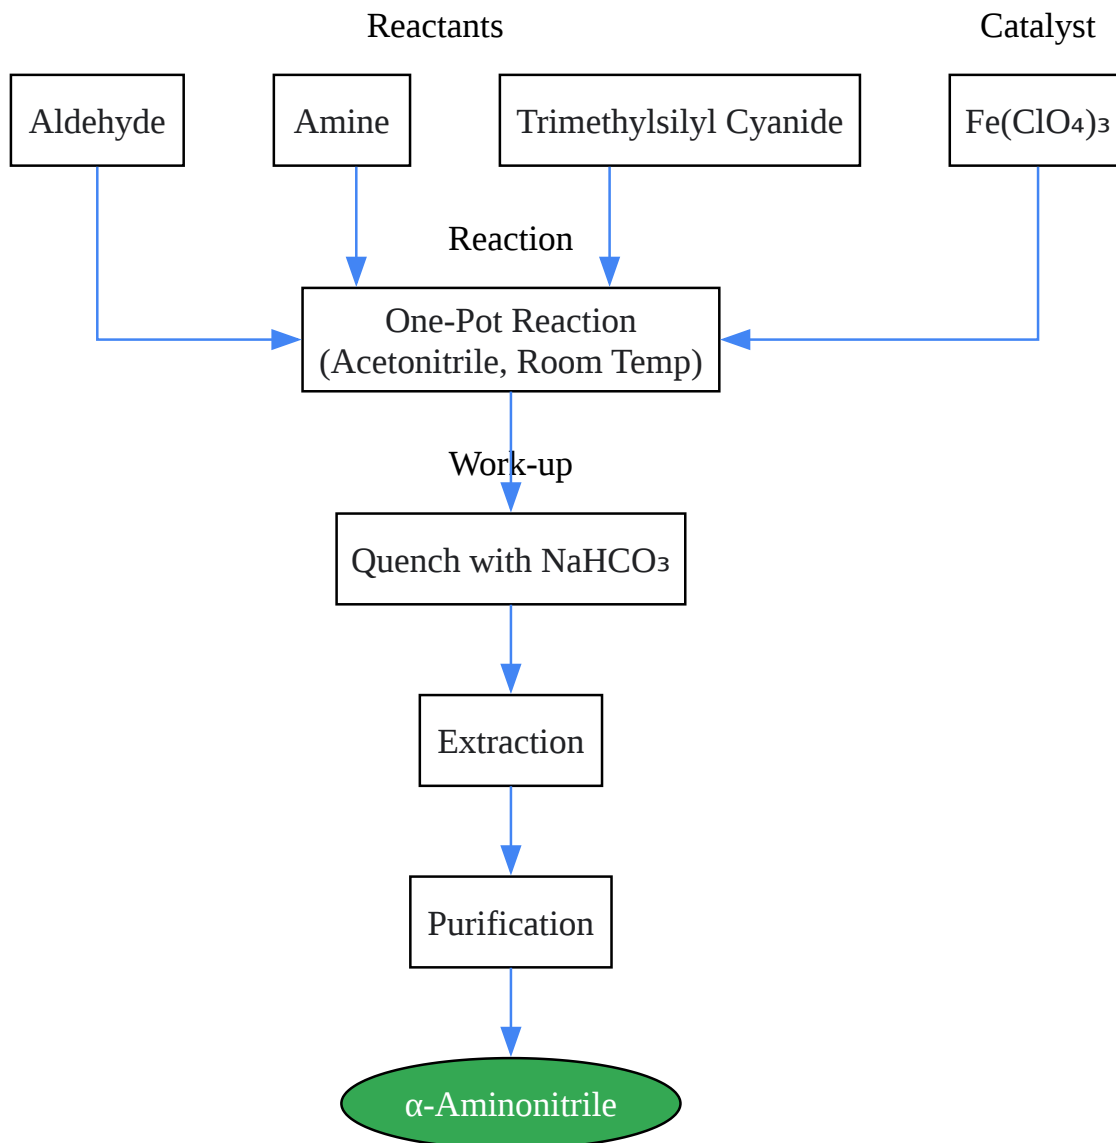 Reactants
Catalyst
Aldehyde
Amine
Trimethylsilyl Cyanide
Fe(ClO₄)₃
Reaction
One-Pot Reaction
(Acetonitrile, Room Temp)
Work-up
Quench with NaHCO₃
Extraction
Purification
α-Aminonitrile